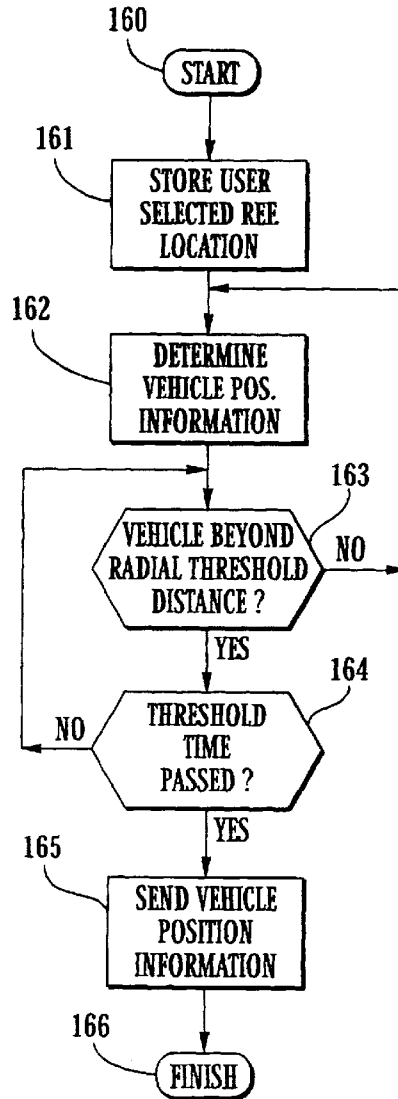 160
START
161
STORE USER
SELECTED REE
LOCATION
162
DETERMINE
VEHICLE POS.
INFORMATION
163
VEHICLE BEYOND
RADIAL THRESHOLD
DISTANCE ?
NO
YES
164
THRESHOLD
TIME
PASSED ?
NO
YES
165
SEND VEHICLE
POSITION
INFORMATION
166
FINISH